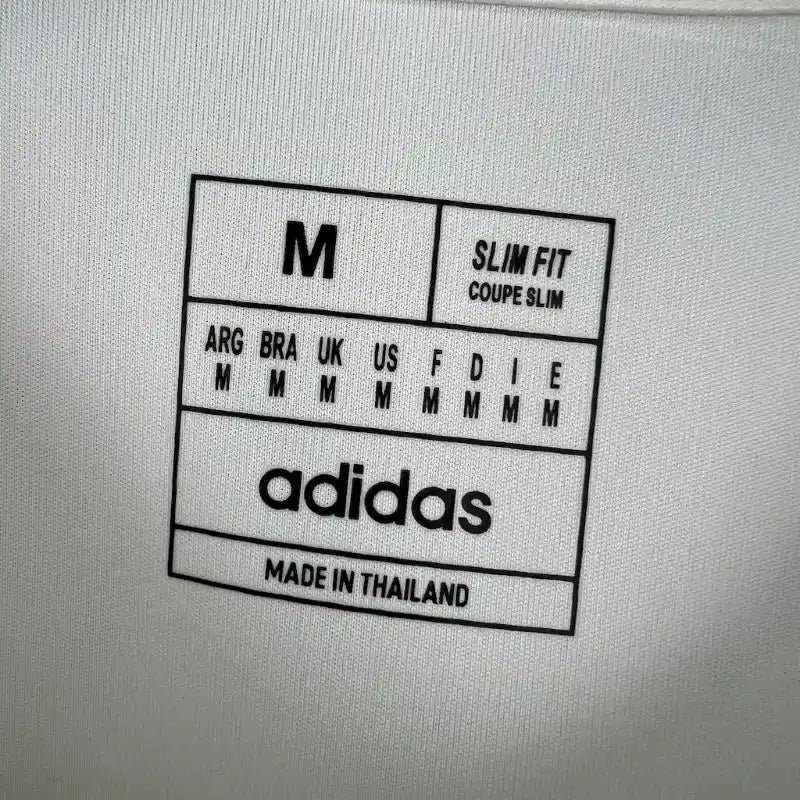 M
SLIM FIT
COUPE SLIM
ARG BRA UK US F D I E
M M M M M M M M
adidas
MADE IN THAILAND